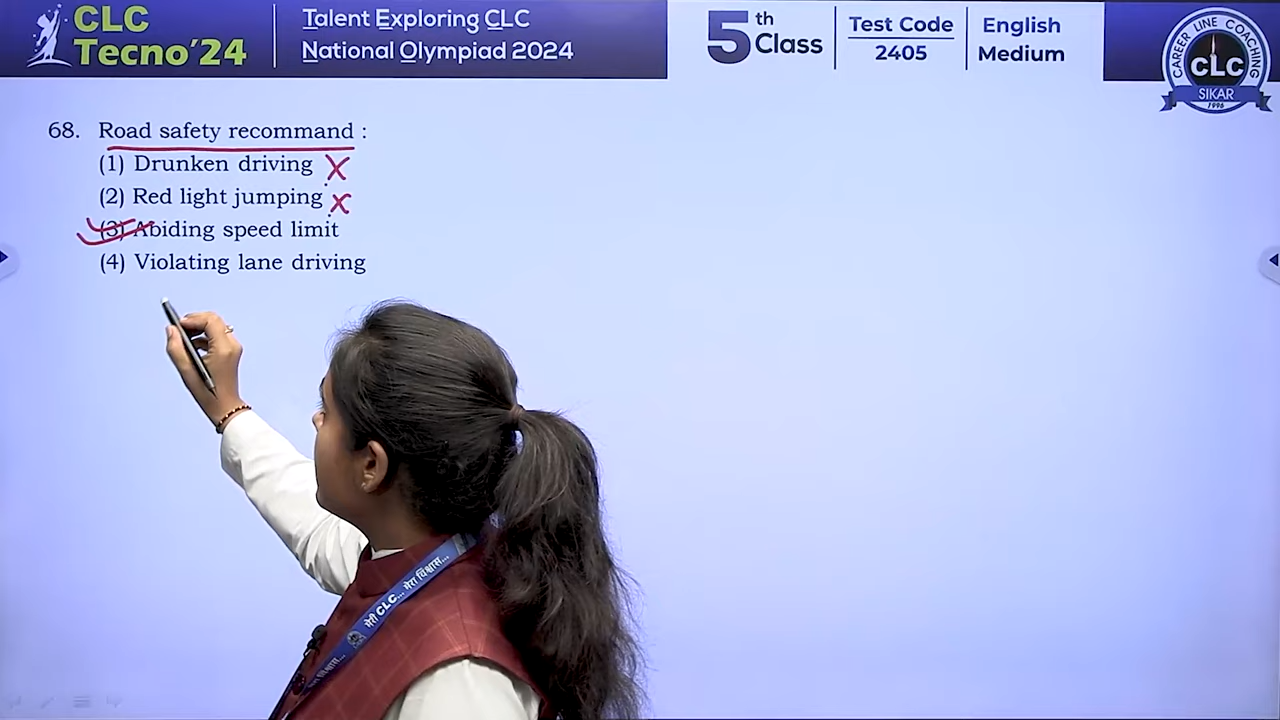 CLC
Tecno'24
Talent Exploring CLC
National Olympiad 2024
5th Class
Test Code
2405
English
Medium
CAREER LINE COACHING
CLC
SIKAR
1996
68. Road safety recommand :
(1) Drunken driving X
(2) Red light jumping X
(3) Abiding speed limit
(4) Violating lane driving
मेरी CLC... मेरा विश्वास...